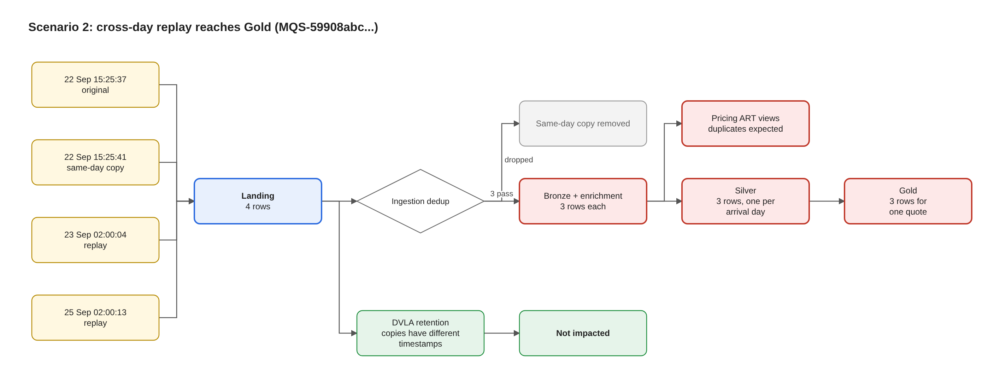 Scenario 2: cross-day replay reaches Gold (MQS-59908abc...)
22 Sep 15:25:37
original
22 Sep 15:25:41
same-day copy
23 Sep 02:00:04
replay
25 Sep 02:00:13
replay
Landing
4 rows
Ingestion dedup
dropped
3 pass
Same-day copy removed
Bronze + enrichment
3 rows each
Pricing ART views
duplicates expected
Silver
3 rows, one per
arrival day
Gold
3 rows for
one quote
DVLA retention
copies have different
timestamps
Not impacted